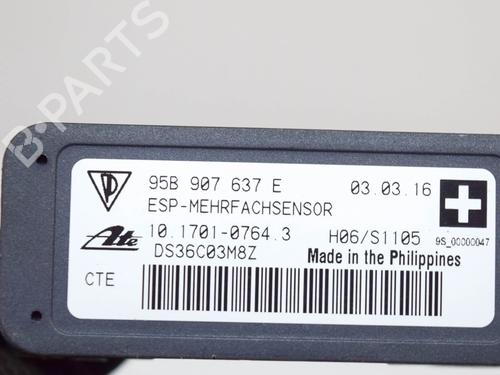 95B 907 637 E 03.03.16
ESP-MEHRFACHSENSOR
Ate 10.1701-0764.3 H06/S1105 9S_00000047
DS36C03M8Z Made in the Philippines
CTE
B-PARTS